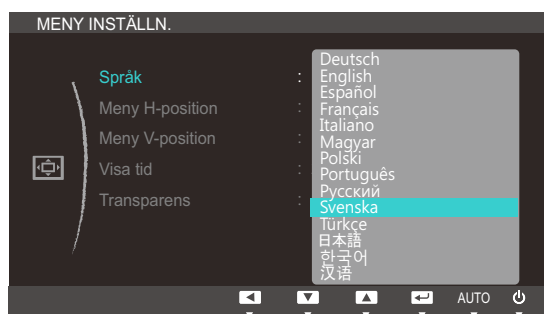 MENY INSTÄLLN.
Språk :
Meny H-position :
Meny V-position :
Visa tid :
Transparens :
Deutsch
English
Español
Français
Italiano
Magyar
Polski
Português
Русский
Svenska
Türkçe
日本語
한국어
汉语
AUTO